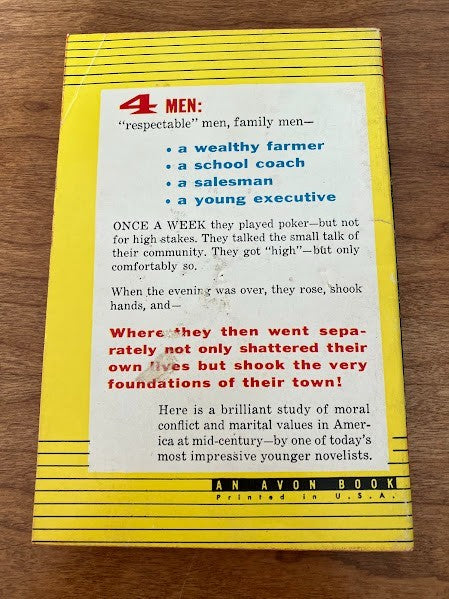 4 MEN:
"respectable" men, family men—
• a wealthy farmer
• a school coach
• a salesman
• a young executive
ONCE A WEEK they played poker—but not
for high stakes. They talked the small talk of
their community. They got "high"—but only
comfortably so.
When the evening was over, they rose, shook
hands, and—
Where they then went sepa-
rately not only shattered their
own lives but shook the very
foundations of their town!
Here is a brilliant study of moral
conflict and marital values in Amer-
ica at mid-century—by one of today's
most impressive younger novelists.
AN AVON BOOK
Printed in U.S.A.